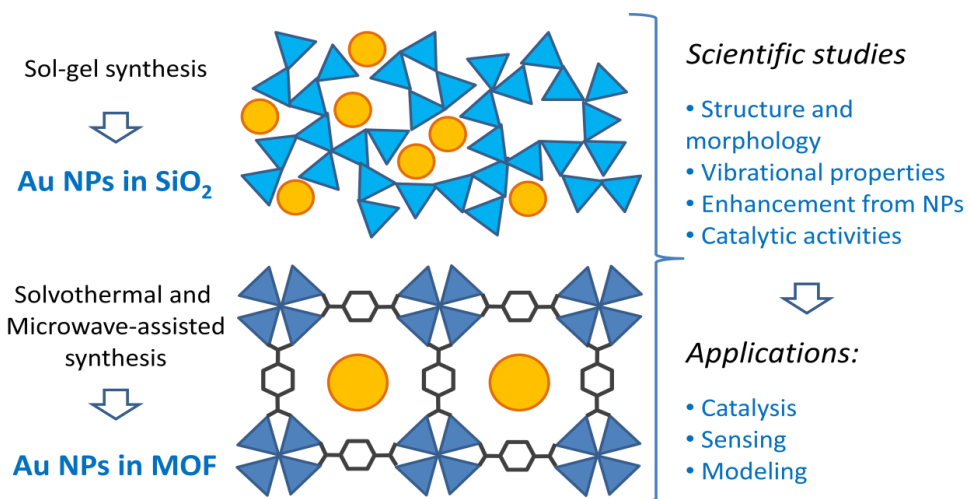 Sol-gel synthesis
Au NPs in SiO₂
Solvothermal and
Microwave-assisted
synthesis
Au NPs in MOF
Scientific studies
• Structure and
morphology
• Vibrational properties
• Enhancement from NPs
• Catalytic activities
Applications:
• Catalysis
• Sensing
• Modeling